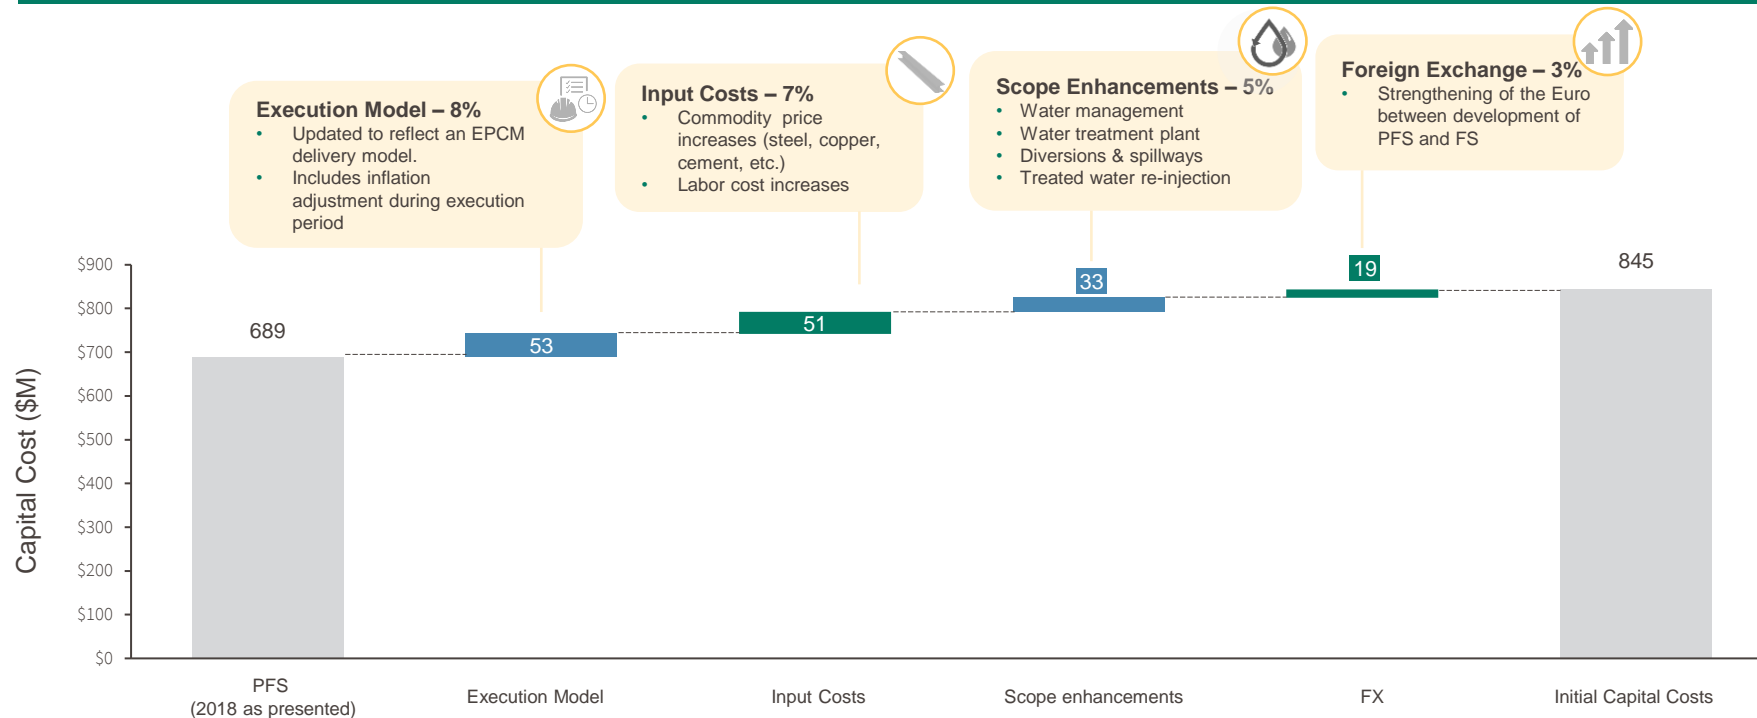 Execution Model – 8%
• Updated to reflect an EPCM
delivery model.
• Includes inflation
adjustment during execution
period
Input Costs – 7%
• Commodity price
increases (steel, copper,
cement, etc.)
• Labor cost increases
Scope Enhancements – 5%
• Water management
• Water treatment plant
• Diversions & spillways
• Treated water re-injection
Foreign Exchange – 3%
• Strengthening of the Euro
between development of
PFS and FS
Capital Cost ($M)
$900
$800
$700
$600
$500
$400
$300
$200
$100
$0
689
53
51
33
19
845
PFS
(2018 as presented)
Execution Model
Input Costs
Scope enhancements
FX
Initial Capital Costs